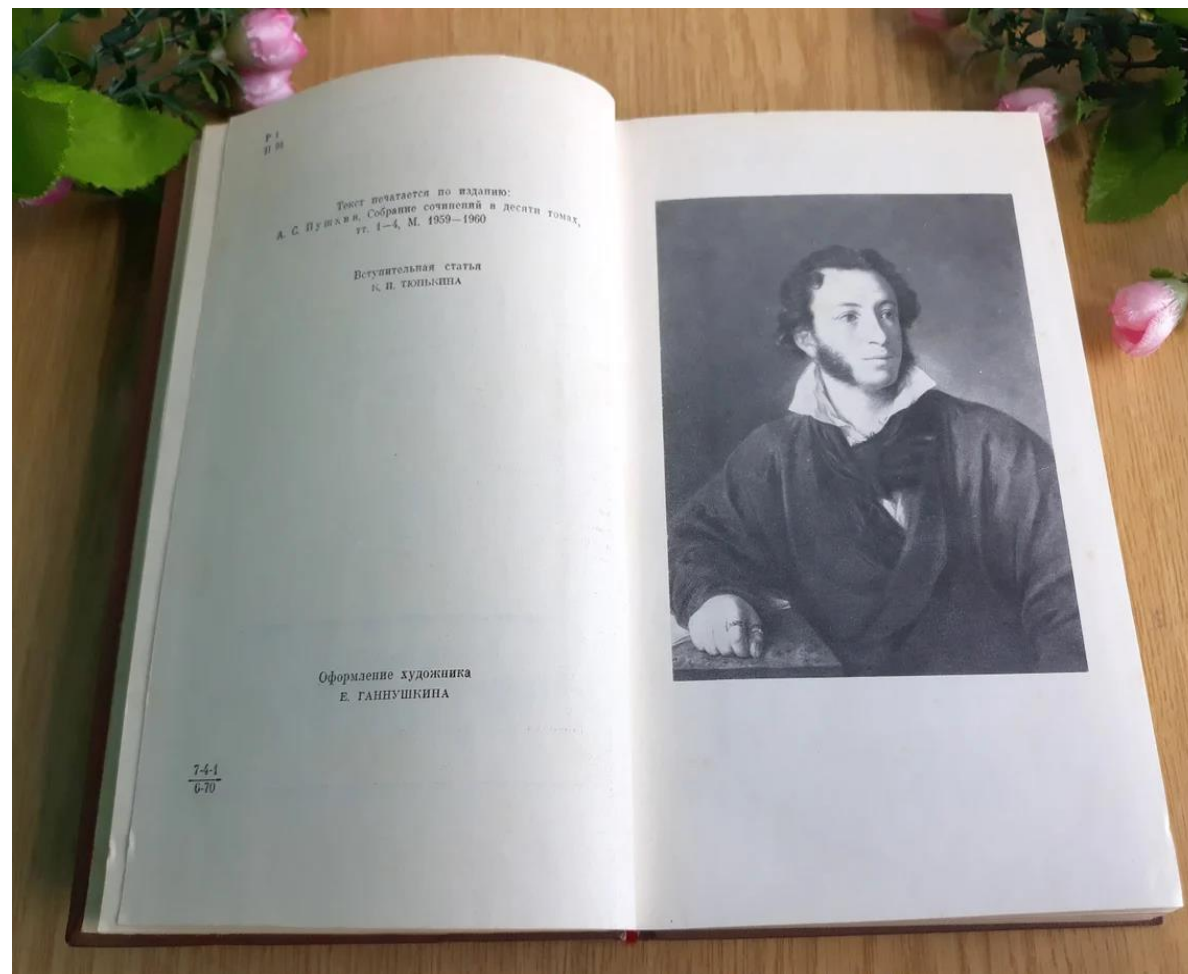 Р 1
П 91
Текст печатается по изданию:
А. С. Пушкин. Собрание сочинений в десяти томах,
тт. 1—4, М. 1959—1960
Вступительная статья
К. И. ТЮНЬКИНА
Оформление художника
Е. ГАННУШКИНА
7-4-1
6-70